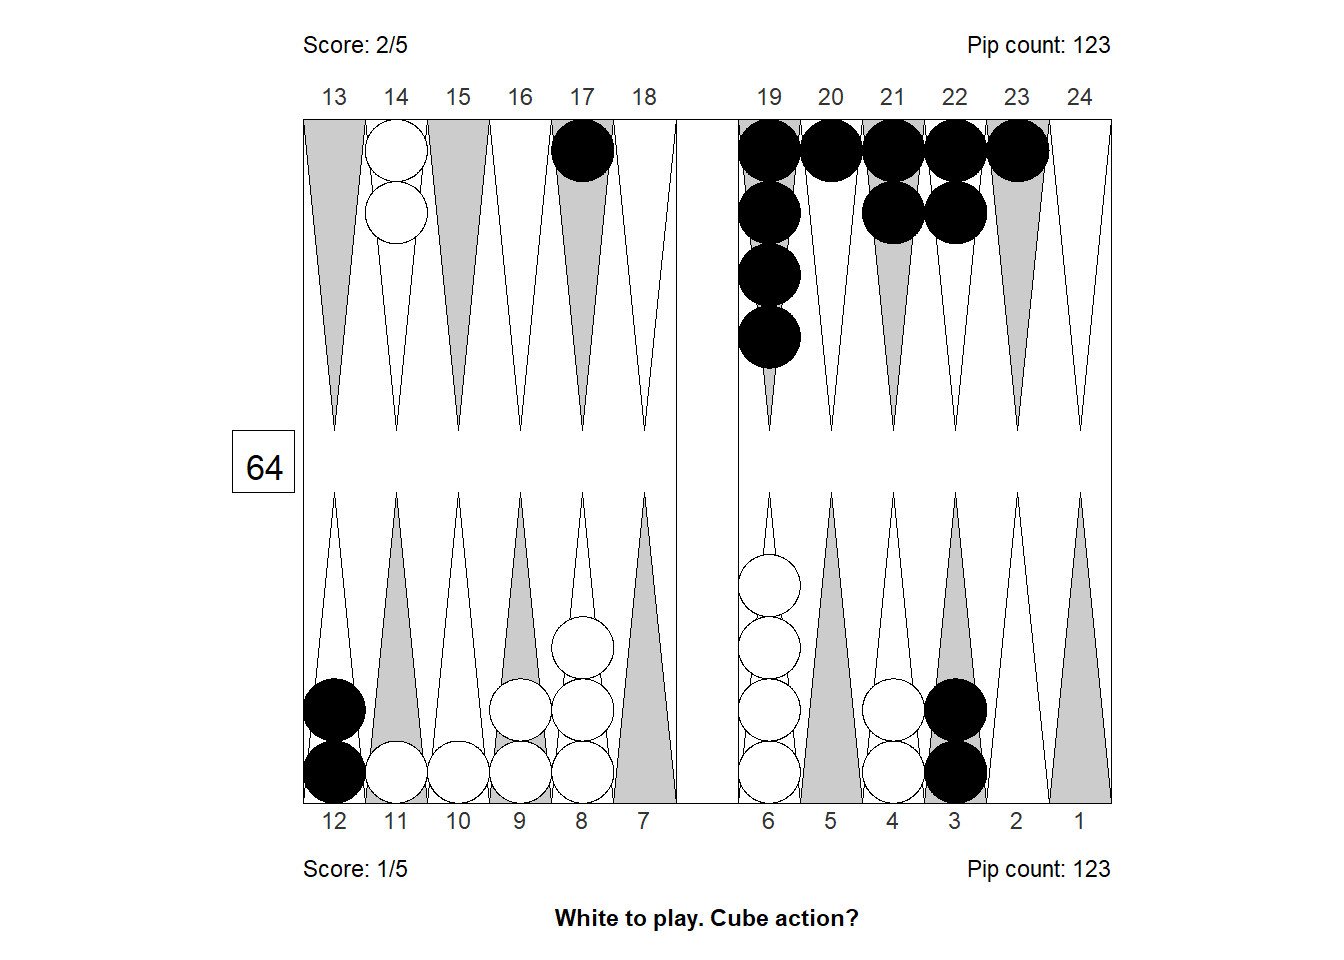 Score: 2/5 Pip count: 123
13 14 15 16 17 18 19 20 21 22 23 24
64
12 11 10 9 8 7 6 5 4 3 2 1
Score: 1/5 Pip count: 123
White to play. Cube action?